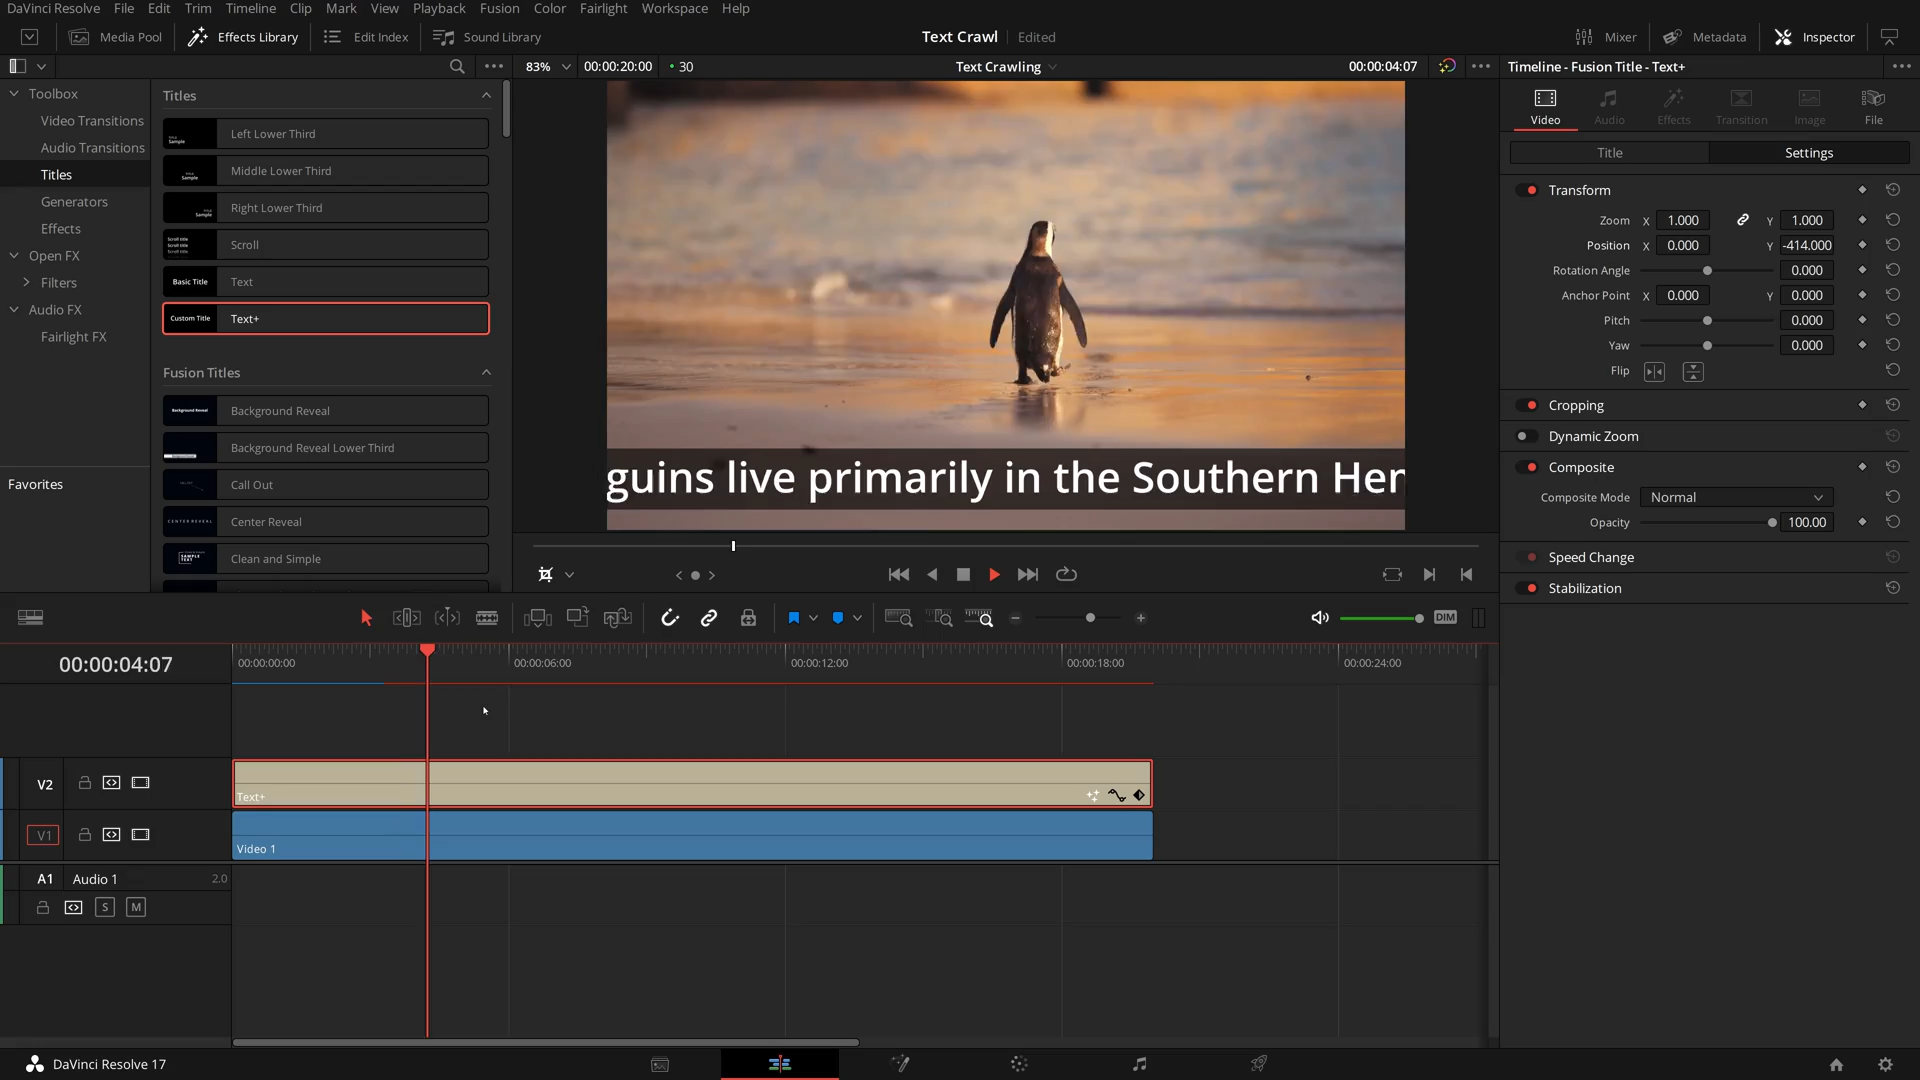 DaVinci Resolve File Edit Trim Timeline Clip Mark View Playback Fusion Color Fairlight Workspace Help
Media Pool Effects Library Edit Index Sound Library Text Crawl Edited Mixer Metadata Inspector
83% 00:00:20:00 30 Text Crawling 00:00:04:07 Timeline - Fusion Title - Text+
Toolbox
Video Transitions
Audio Transitions
Titles
Generators
Effects
Open FX
Filters
Audio FX
Fairlight FX
Favorites
Titles
Left Lower Third
Middle Lower Third
Right Lower Third
Scroll
Basic Title Text
Custom Title Text+
Fusion Titles
Background Reveal
Background Reveal Lower Third
Call Out
Center Reveal
Clean and Simple
guins live primarily in the Southern Hem
Video Audio Effects Transition Image File
Title Settings
Transform
Zoom X 1.000 Y 1.000
Position X 0.000 Y -414.000
Rotation Angle 0.000
Anchor Point X 0.000 Y 0.000
Pitch 0.000
Yaw 0.000
Flip
Cropping
Dynamic Zoom
Composite
Composite Mode Normal
Opacity 100.00
Speed Change
Stabilization
DIM
00:00:04:07 00:00:00:00 00:00:06:00 00:00:12:00 00:00:18:00 00:00:24:00
V2
Text+
V1
Video 1
A1 Audio 1 2.0
S M
DaVinci Resolve 17